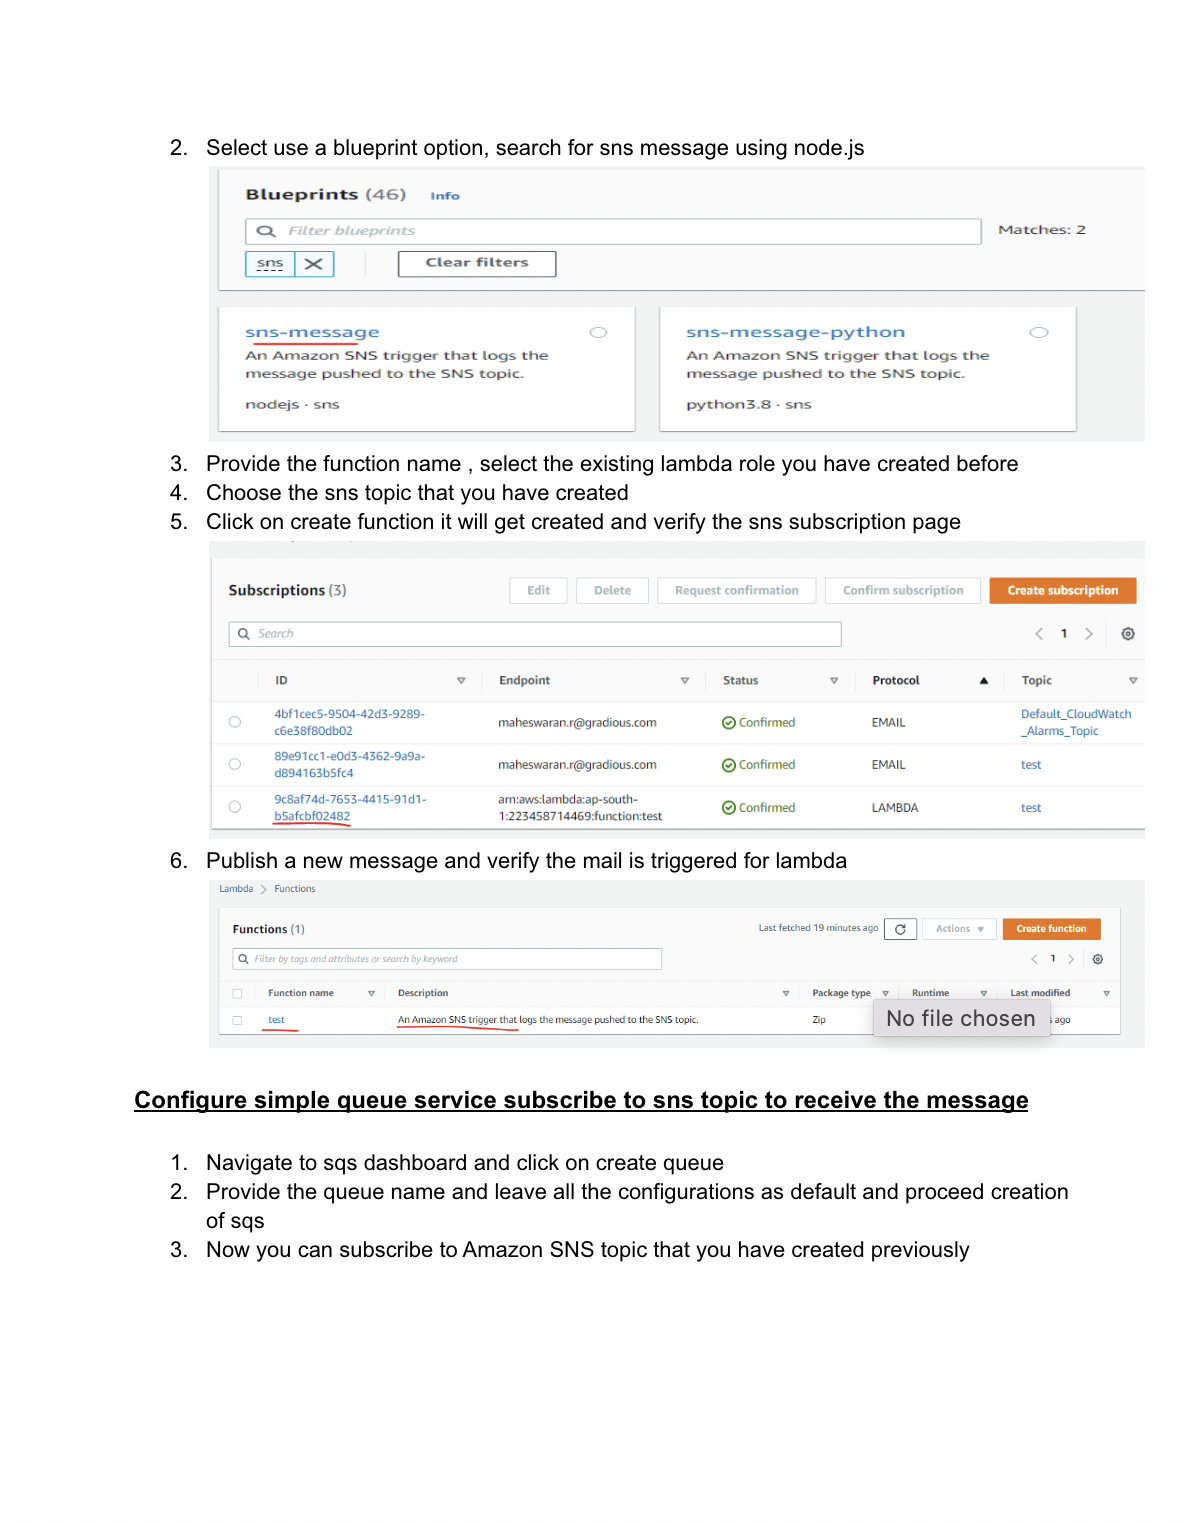 2. Select use a blueprint option, search for sns message using node.js
Blueprints (46) Info
Filter blueprints
Matches: 2
sns
Clear filters
sns-message
An Amazon SNS trigger that logs the
message pushed to the SNS topic.
nodejs · sns
sns-message-python
An Amazon SNS trigger that logs the
message pushed to the SNS topic.
python3.8 · sns
3. Provide the function name , select the existing lambda role you have created before
4. Choose the sns topic that you have created
5. Click on create function it will get created and verify the sns subscription page
Subscriptions (3) Edit Delete Request confirmation Confirm subscription Create subscription
Search
1
ID Endpoint Status Protocol Topic
4bf1cec5-9504-42d3-9289-
c6e38f80db02
maheswaran.r@gradious.com Confirmed EMAIL
Default_CloudWatch
_Alarms_Topic
89e91cc1-e0d3-4362-9a9a-
d894163b5fc4
maheswaran.r@gradious.com Confirmed EMAIL test
9c8af74d-7653-4415-91d1-
b5afcbf02482
arn:aws:lambda:ap-south-
1:223458714469:function:test
Confirmed LAMBDA test
6. Publish a new message and verify the mail is triggered for lambda
Lambda > Functions
Functions (1) Last fetched 19 minutes ago Actions Create function
Filter by tags and attributes or search by keyword
1
Function name Description Package type Runtime Last modified
test An Amazon SNS trigger that logs the message pushed to the SNS topic. Zip
No file chosen
s ago
Configure simple queue service subscribe to sns topic to receive the message
1. Navigate to sqs dashboard and click on create queue
2. Provide the queue name and leave all the configurations as default and proceed creation
of sqs
3. Now you can subscribe to Amazon SNS topic that you have created previously